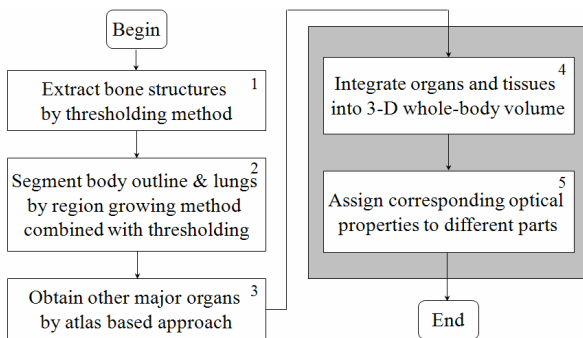 Begin
1
Extract bone structures
by thresholding method
2
Segment body outline & lungs
by region growing method
combined with thresholding
3
Obtain other major organs
by atlas based approach
4
Integrate organs and tissues
into 3-D whole-body volume
5
Assign corresponding optical
properties to different parts
End